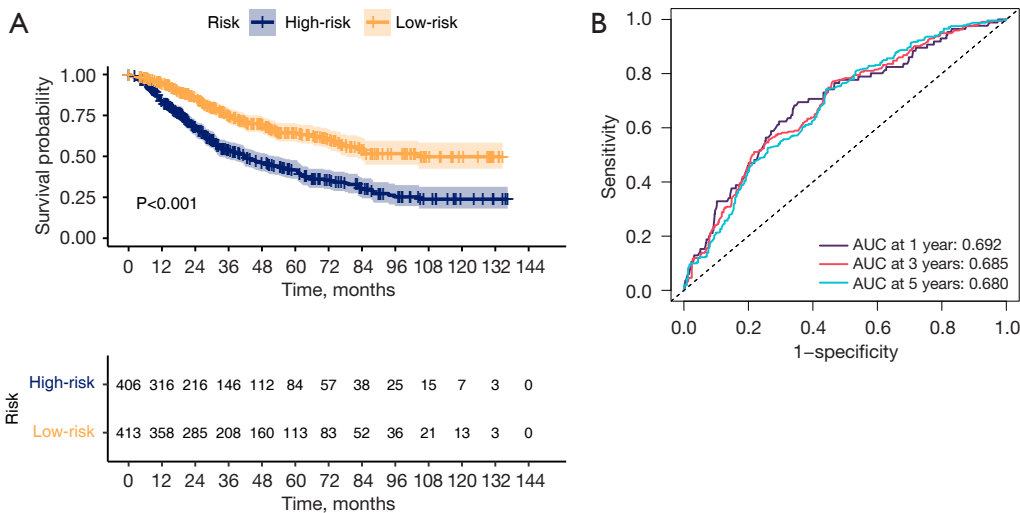 A
Risk High-risk Low-risk
Survival probability
1.00
0.75
0.50
0.25
0.00
P<0.001
0 12 24 36 48 60 72 84 96 108 120 132 144
Time, months
Risk
High-risk 406 316 216 146 112 84 57 38 25 15 7 3 0
Low-risk 413 358 285 208 160 113 83 52 36 21 13 3 0
0 12 24 36 48 60 72 84 96 108 120 132 144
Time, months
B
Sensitivity
1.0
0.8
0.6
0.4
0.2
0.0
AUC at 1 year: 0.692
AUC at 3 years: 0.685
AUC at 5 years: 0.680
0.0 0.2 0.4 0.6 0.8 1.0
1−specificity